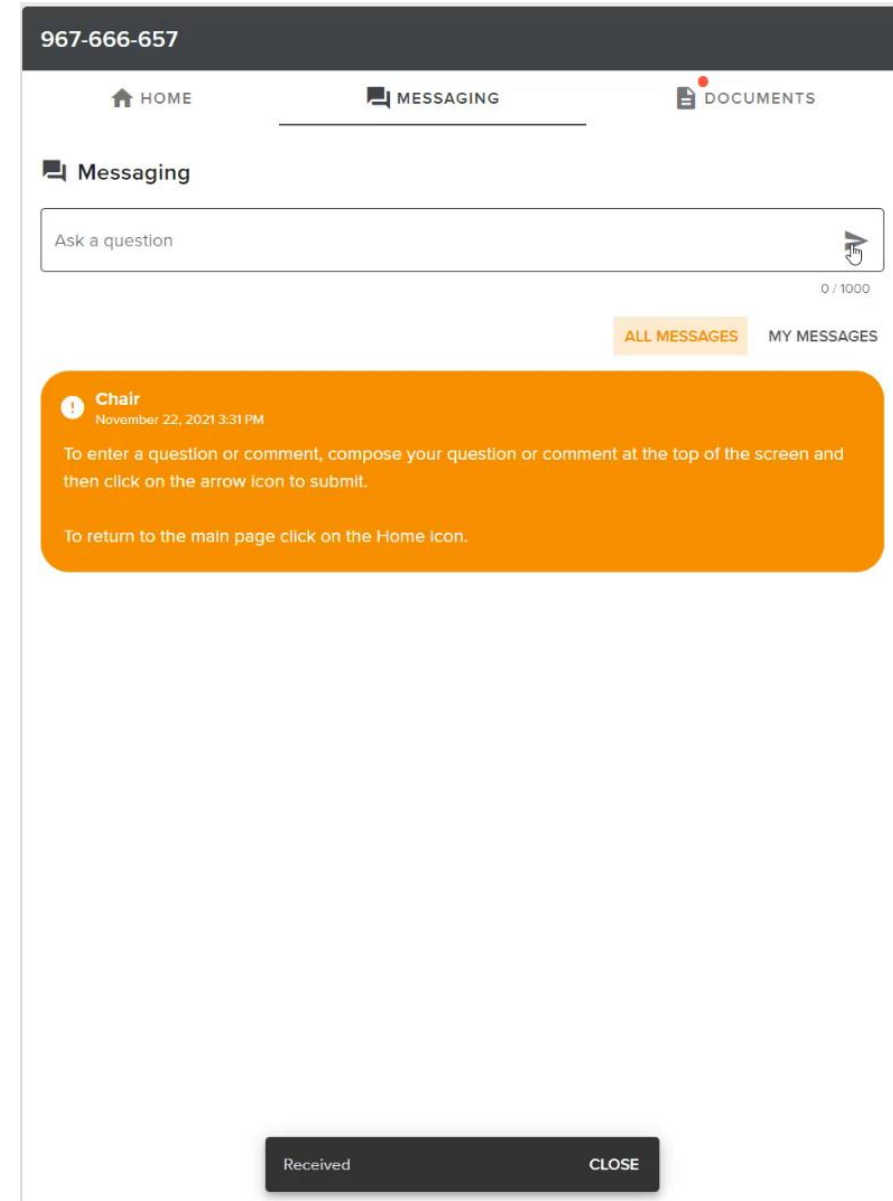 967-666-657
HOME
MESSAGING
DOCUMENTS
Messaging
Ask a question
0 / 1000
ALL MESSAGES
MY MESSAGES
Chair
November 22, 2021 3:31 PM
To enter a question or comment, compose your question or comment at the top of the screen and
then click on the arrow icon to submit.
To return to the main page click on the Home icon.
Received
CLOSE